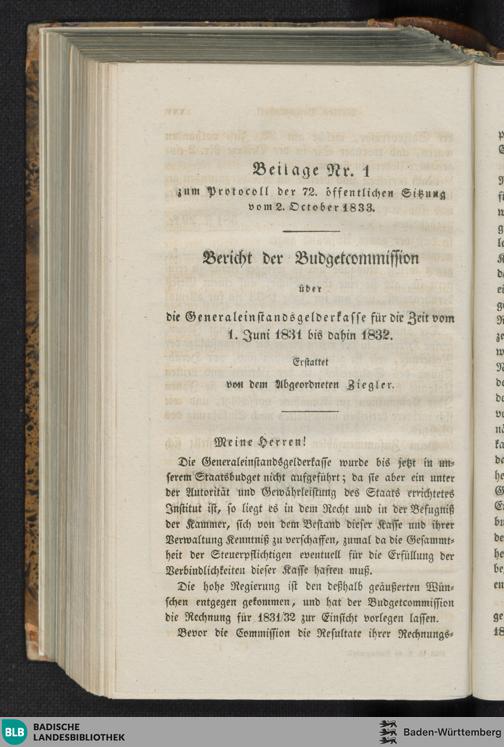 Beilage Nr. 1
zum Protocoll der 72. öffentlichen Sitzung
vom 2. October 1833.
Bericht der Budgetcommission
über
die Generaleinstandsgelderkasse für die Zeit vom
1. Juni 1831 bis dahin 1832.
Erstattet
von dem Abgeordneten Ziegler.
Meine Herren!
Die Generaleinstandsgelderkasse wurde bis jetzt in un-
serem Staatsbudget nicht aufgeführt; da sie aber ein unter
der Autorität und Gewährleistung des Staats errichtetes
Institut ist, so liegt es in dem Recht und in der Befugniß
der Kammer, sich von dem Bestand dieser Kasse und ihrer
Verwaltung Kenntniß zu verschaffen, zumal da die Gesammt-
heit der Steuerpflichtigen eventuell für die Erfüllung der
Verbindlichkeiten dieser Kasse haften muß.
Die hohe Regierung ist den deßhalb geäußerten Wün-
schen entgegen gekommen, und hat der Budgetcommission
die Rechnung für 1831/32 zur Einsicht vorlegen lassen.
Bevor die Commission die Resultate ihrer Rechnungs-
BLB BADISCHE
LANDESBIBLIOTHEK
Baden-Württemberg